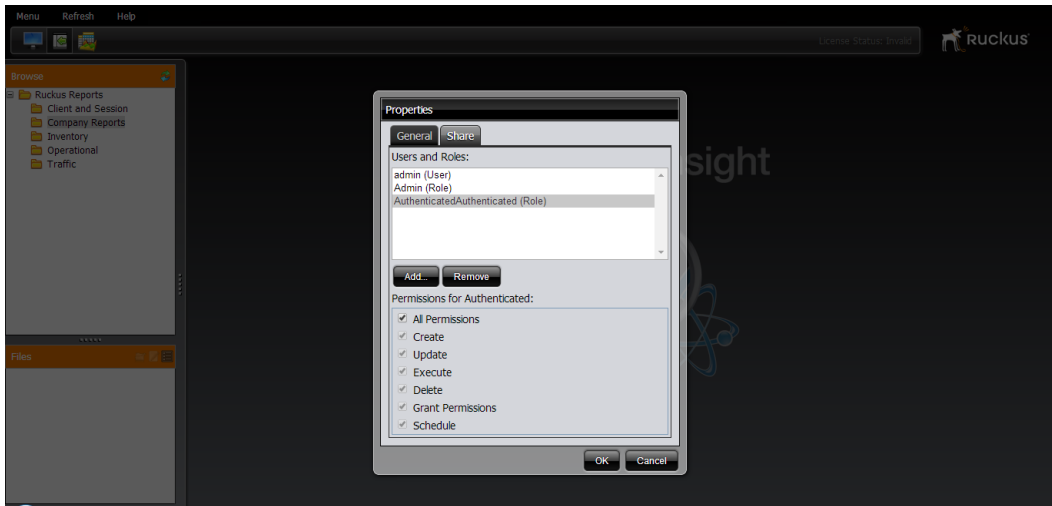 Menu Refresh Help
License Status: Invalid
Ruckus
Browse
Ruckus Reports
Client and Session
Company Reports
Inventory
Operational
Traffic
Properties
General Share
Users and Roles:
admin (User)
Admin (Role)
AuthenticatedAuthenticated (Role)
sight
Add... Remove
Permissions for Authenticated:
All Permissions
Create
Update
Execute
Delete
Grant Permissions
Schedule
Files
OK Cancel